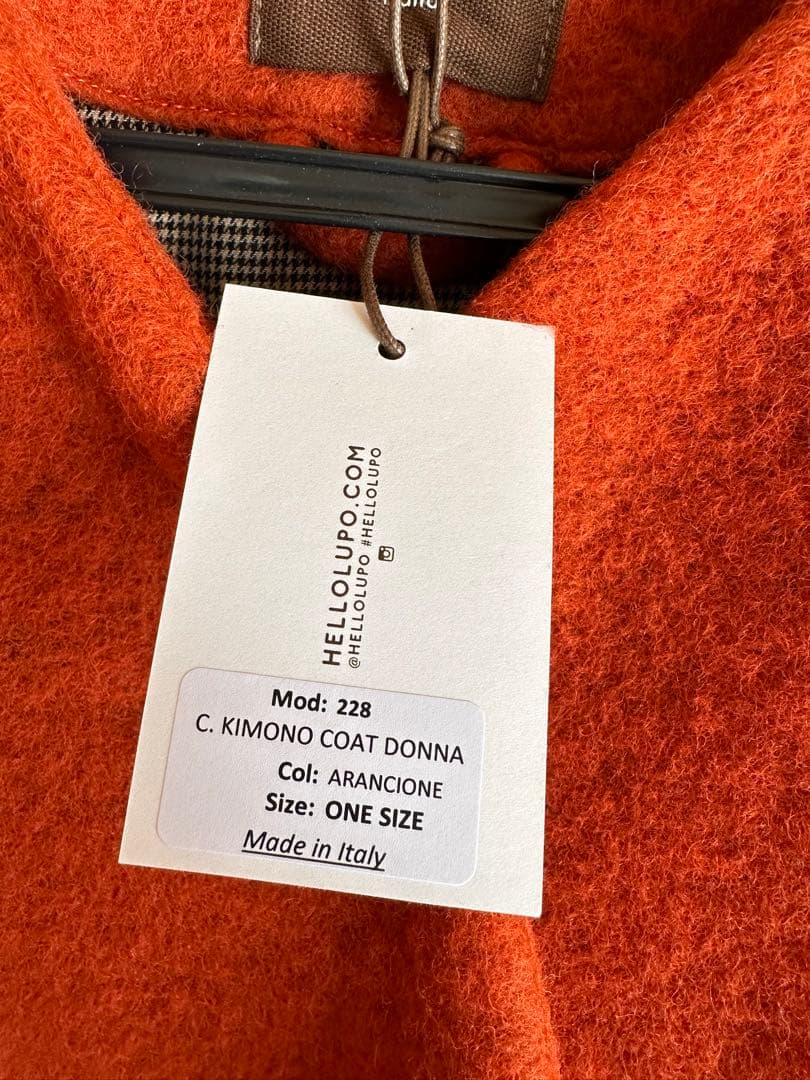 HELLOLUPO.COM
@HELLOLUPO #HELLOLUPO
Mod: 228
C. KIMONO COAT DONNA
Col: ARANCIONE
Size: ONE SIZE
Made in Italy